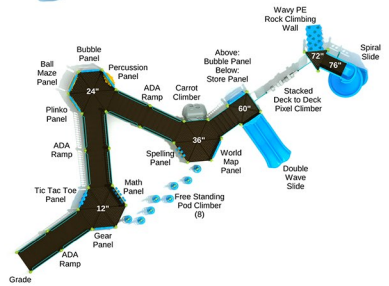 Wavy PE
Rock Climbing
Wall
Spiral
Slide
72"
76"
Bubble
Panel
Percussion
Panel
Ball
Maze
Panel
24"
Plinko
Panel
ADA
Ramp
Carrot
Climber
Above:
Bubble Panel
Below:
Store Panel
60"
Stacked
Deck to Deck
Pixel Climber
36"
Spelling
Panel
World
Map
Panel
Double
Wave
Slide
ADA
Ramp
Tic Tac Toe
Panel
Math
Panel
Free Standing
Pod Climber
(8)
12"
Gear
Panel
ADA
Ramp
Grade